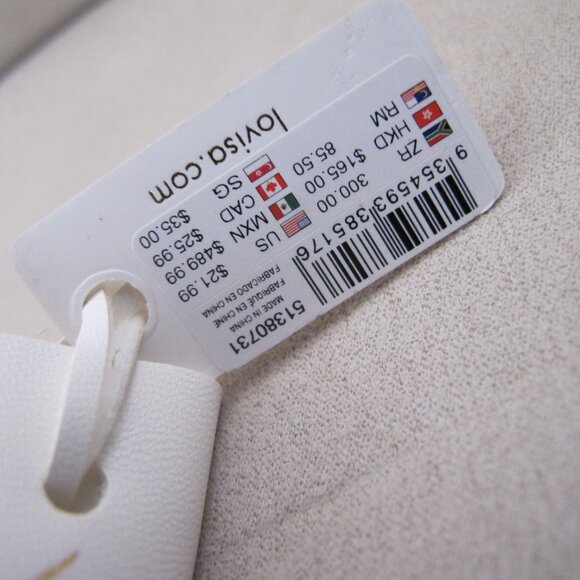 51380731
9 354593 385176
MADE IN CHINA
FABRIQUÉ EN CHINE
FABRICADO EN CHINA
ZR 300.00 US $21.99
HKD $165.00 MXN $489.99
RM 85.50 CAD $25.99
SG $35.00
lovisa.com